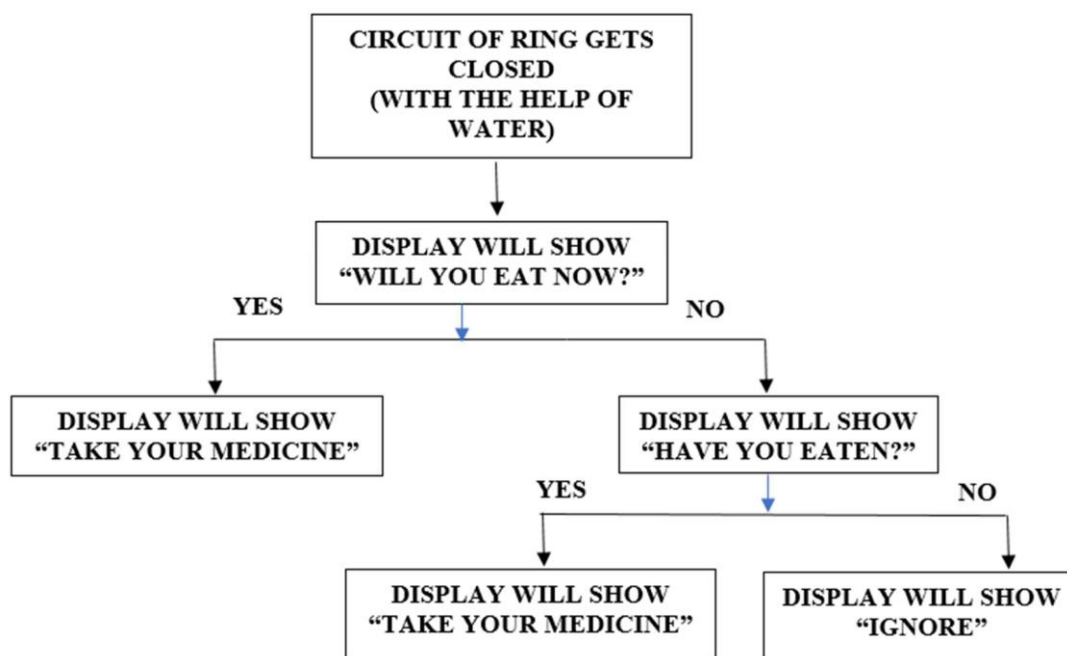 CIRCUIT OF RING GETS
CLOSED
(WITH THE HELP OF
WATER)
DISPLAY WILL SHOW
“WILL YOU EAT NOW?”
YES
NO
DISPLAY WILL SHOW
“TAKE YOUR MEDICINE”
DISPLAY WILL SHOW
“HAVE YOU EATEN?”
YES
NO
DISPLAY WILL SHOW
“TAKE YOUR MEDICINE”
DISPLAY WILL SHOW
“IGNORE”